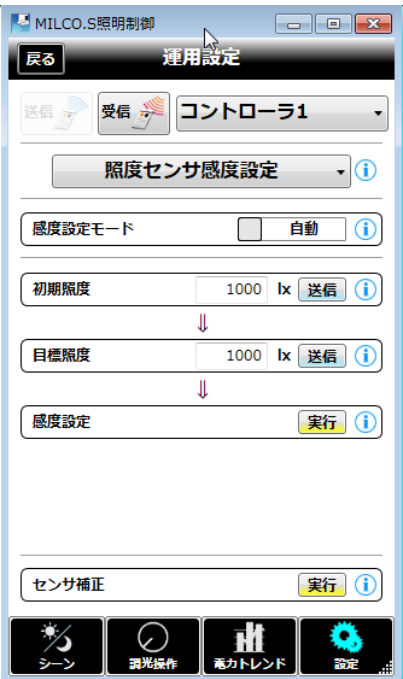 MILCO.S照明制御
戻る 運用設定
送信 受信 コントローラ1
照度センサ感度設定
感度設定モード 自動
初期照度 1000 lx 送信
⇓
目標照度 1000 lx 送信
⇓
感度設定 実行
センサ補正 実行
シーン 調光操作 電力トレンド 設定